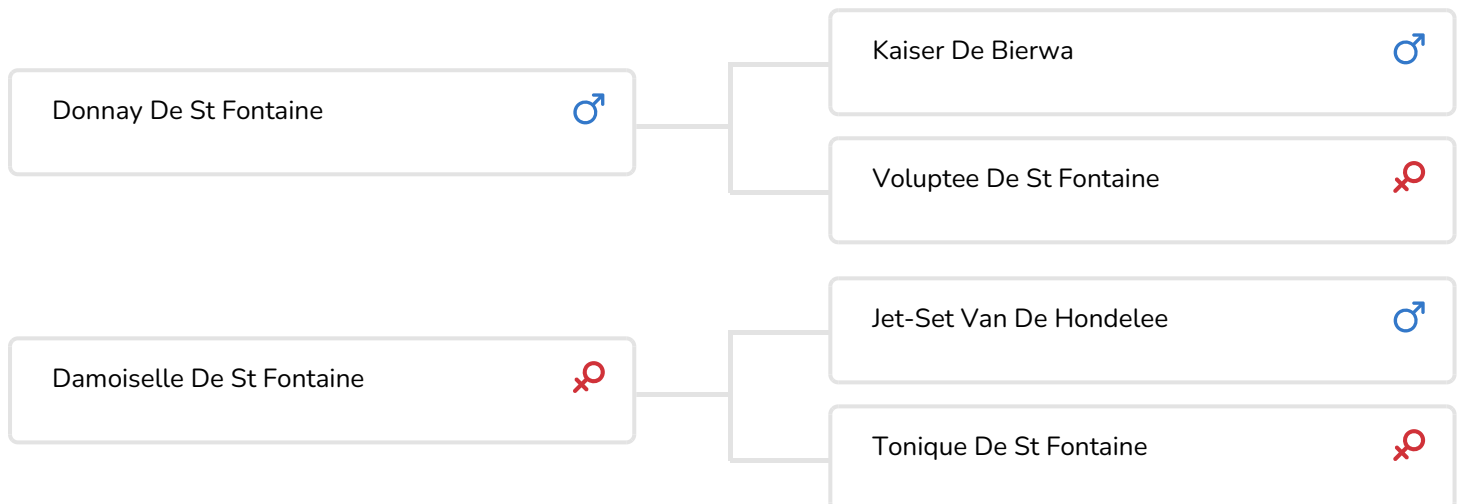 Kaiser De Bierwa
Donnay De St Fontaine
Voluptee De St Fontaine
Jet-Set Van De Hondelee
Damoiselle De St Fontaine
Tonique De St Fontaine